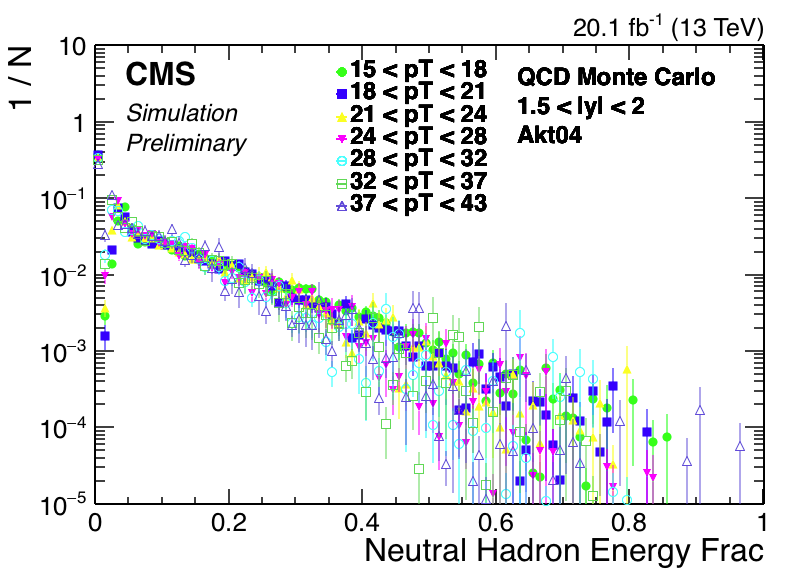 20.1 fb⁻¹ (13 TeV)
1 / N
CMS
Simulation
Preliminary
15 < pT < 18
18 < pT < 21
21 < pT < 24
24 < pT < 28
28 < pT < 32
32 < pT < 37
37 < pT < 43
QCD Monte Carlo
1.5 < |y| < 2
Akt04
10
1
10⁻¹
10⁻²
10⁻³
10⁻⁴
10⁻⁵
0 0.2 0.4 0.6 0.8 1
Neutral Hadron Energy Frac